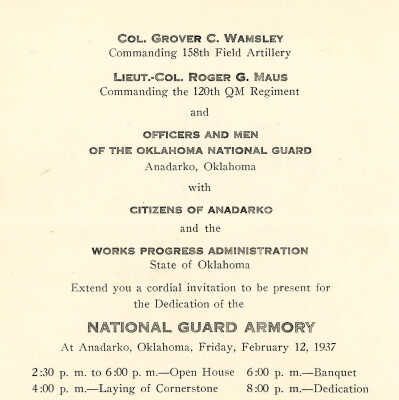 COL. GROVER C. WAMSLEY
Commanding 158th Field Artillery
LIEUT.-COL. ROGER G. MAUS
Commanding the 120th QM Regiment
and
OFFICERS AND MEN
OF THE OKLAHOMA NATIONAL GUARD
Anadarko, Oklahoma
with
CITIZENS OF ANADARKO
and the
WORKS PROGRESS ADMINISTRATION
State of Oklahoma
Extend you a cordial invitation to be present for
the Dedication of the
NATIONAL GUARD ARMORY
At Anadarko, Oklahoma, Friday, February 12, 1937
2:30 p. m. to 6:00 p. m.—Open House 6:00 p. m.—Banquet
4:00 p. m.—Laying of Cornerstone 8:00 p. m.—Dedication